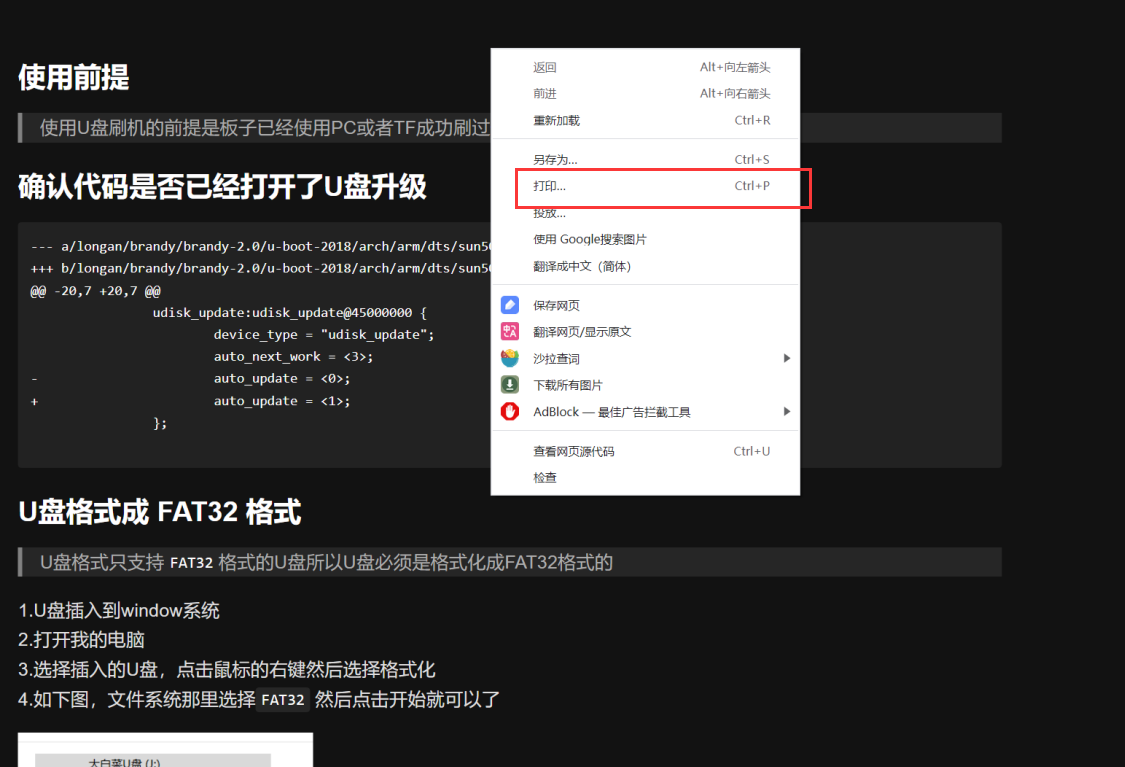 使用前提
使用U盘刷机的前提是板子已经使用PC或者TF成功刷过
确认代码是否已经打开了U盘升级
--- a/longan/brandy/brandy-2.0/u-boot-2018/arch/arm/dts/sun50
+++ b/longan/brandy/brandy-2.0/u-boot-2018/arch/arm/dts/sun50
@@ -20,7 +20,7 @@
udisk_update:udisk_update@45000000 {
device_type = "udisk_update";
auto_next_work = <3>;
- auto_update = <0>;
+ auto_update = <1>;
};
返回 Alt+向左箭头
前进 Alt+向右箭头
重新加载 Ctrl+R
另存为... Ctrl+S
打印... Ctrl+P
投放...
使用 Google搜索图片
翻译成中文（简体）
保存网页
翻译网页/显示原文
沙拉查词
下载所有图片
AdBlock — 最佳广告拦截工具
查看网页源代码 Ctrl+U
检查
U盘格式成 FAT32 格式
U盘格式只支持 FAT32 格式的U盘所以U盘必须是格式化成FAT32格式的
1.U盘插入到window系统
2.打开我的电脑
3.选择插入的U盘，点击鼠标的右键然后选择格式化
4.如下图，文件系统那里选择 FAT32 然后点击开始就可以了
大白菜U盘 (J:)